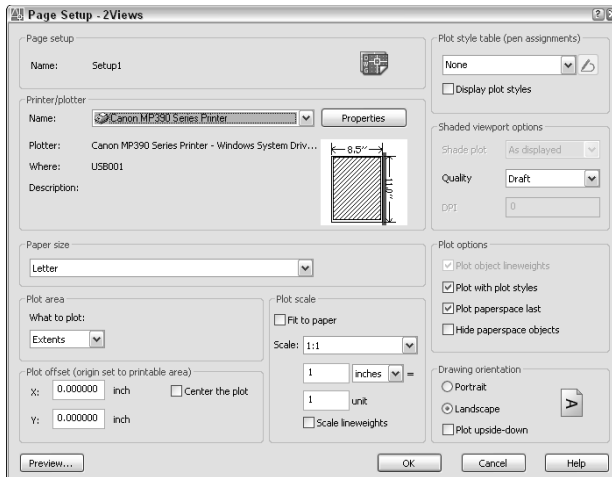 Page Setup - 2Views
Page setup
Name: Setup1
Printer/plotter
Name: Canon MP390 Series Printer Properties
Plotter: Canon MP390 Series Printer - Windows System Driv...
Where: USB001
Description:
8.5"
11.0"
Paper size
Letter
Plot area
What to plot:
Extents
Plot offset (origin set to printable area)
X: 0.000000 inch Center the plot
Y: 0.000000 inch
Plot scale
Fit to paper
Scale: 1:1
1 inches =
1 unit
Scale lineweights
Plot style table (pen assignments)
None
Display plot styles
Shaded viewport options
Shade plot As displayed
Quality Draft
DPI 0
Plot options
Plot object lineweights
Plot with plot styles
Plot paperspace last
Hide paperspace objects
Drawing orientation
Portrait
Landscape
A
Plot upside-down
Preview... OK Cancel Help